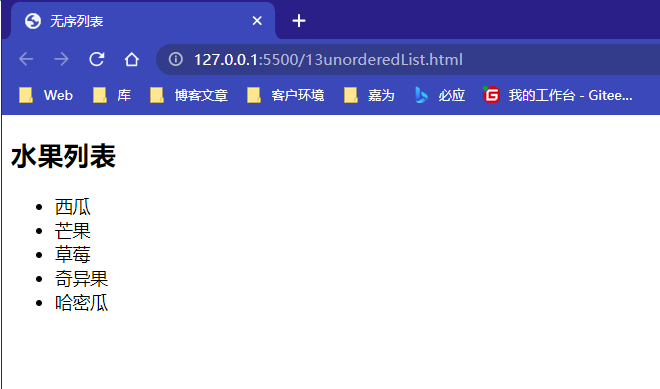 无序列表
127.0.0.1:5500/13unorderedList.html
Web 库 博客文章 客户环境 嘉为 必应 我的工作台 - Gitee...
水果列表
西瓜
芒果
草莓
奇异果
哈密瓜